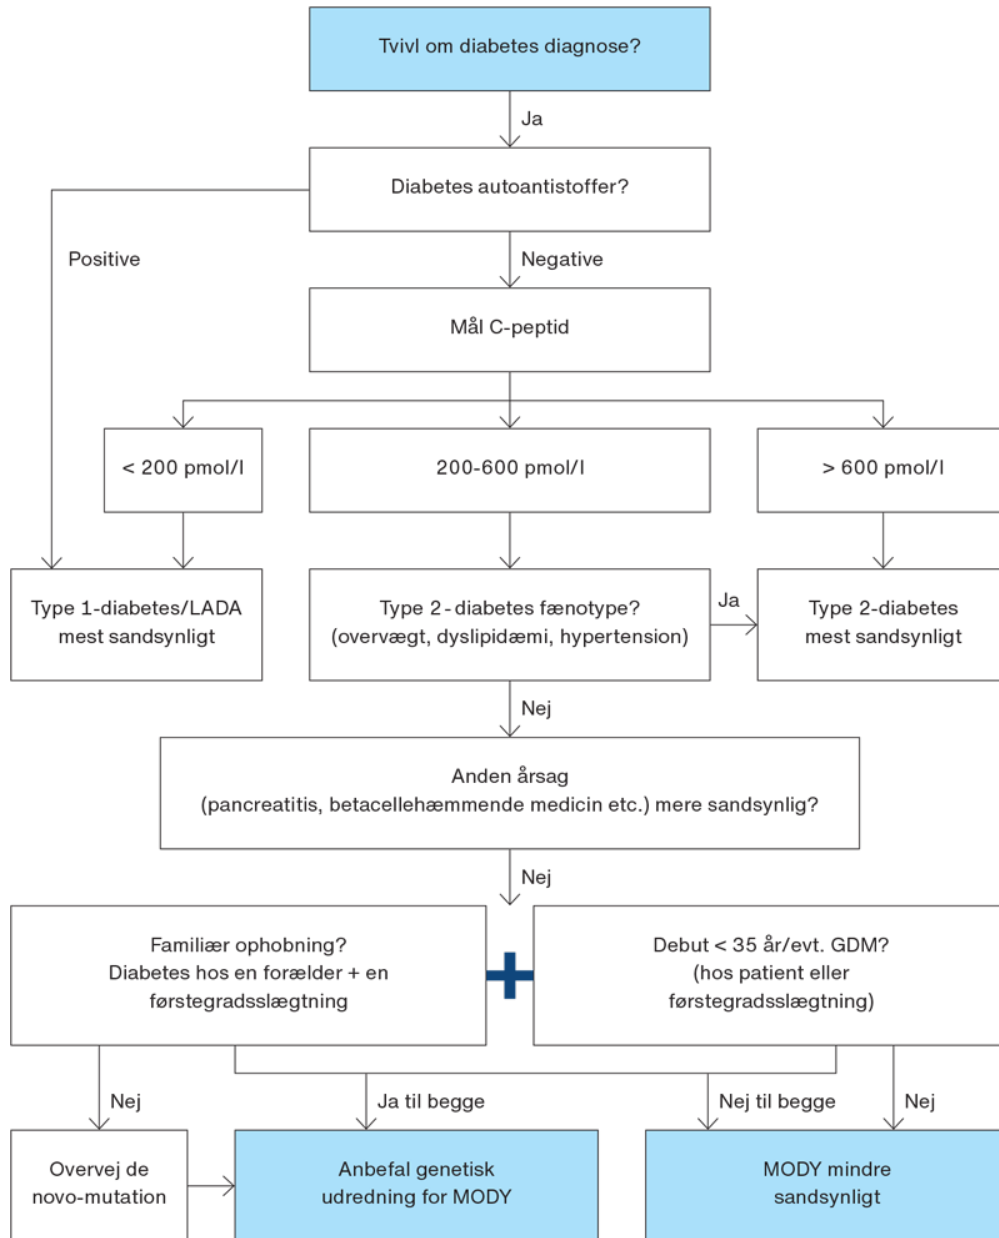 Tvivl om diabetes diagnose?
Ja
Diabetes autoantistoffer?
Positive
Negative
Mål C-peptid
< 200 pmol/l
200-600 pmol/l
> 600 pmol/l
Type 1-diabetes/LADA
mest sandsynligt
Type 2-diabetes fænotype?
(overvægt, dyslipidæmi, hypertension)
Ja
Type 2-diabetes
mest sandsynligt
Nej
Anden årsag
(pancreatitis, betacellehæmmende medicin etc.) mere sandsynlig?
Nej
Familiær ophobning?
Diabetes hos en forælder + en
førstegradsslægtning
Debut < 35 år/evt. GDM?
(hos patient eller
førstegradsslægtning)
Nej
Ja til begge
Nej til begge
Nej
Overvej de
novo-mutation
Anbefal genetisk
udredning for MODY
MODY mindre
sandsynligt